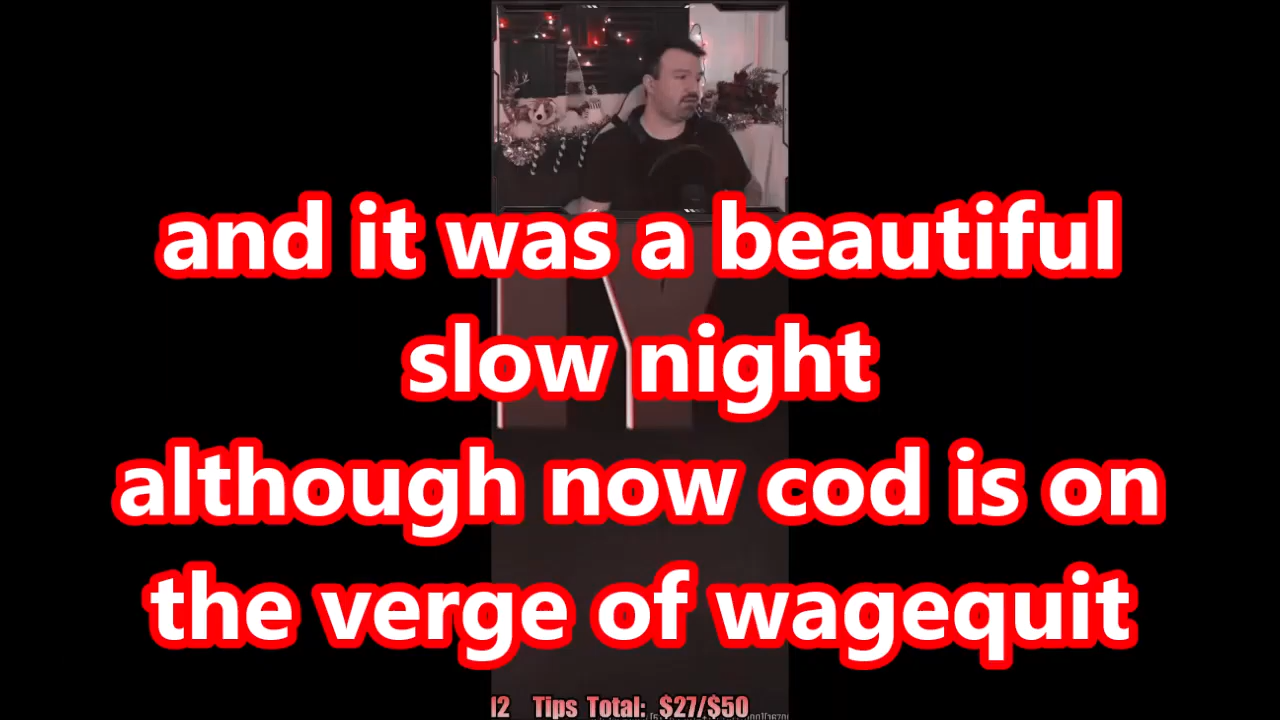 and it was a beautiful
slow night
although now cod is on
the verge of wagequit
12 Tips Total: $27/$50